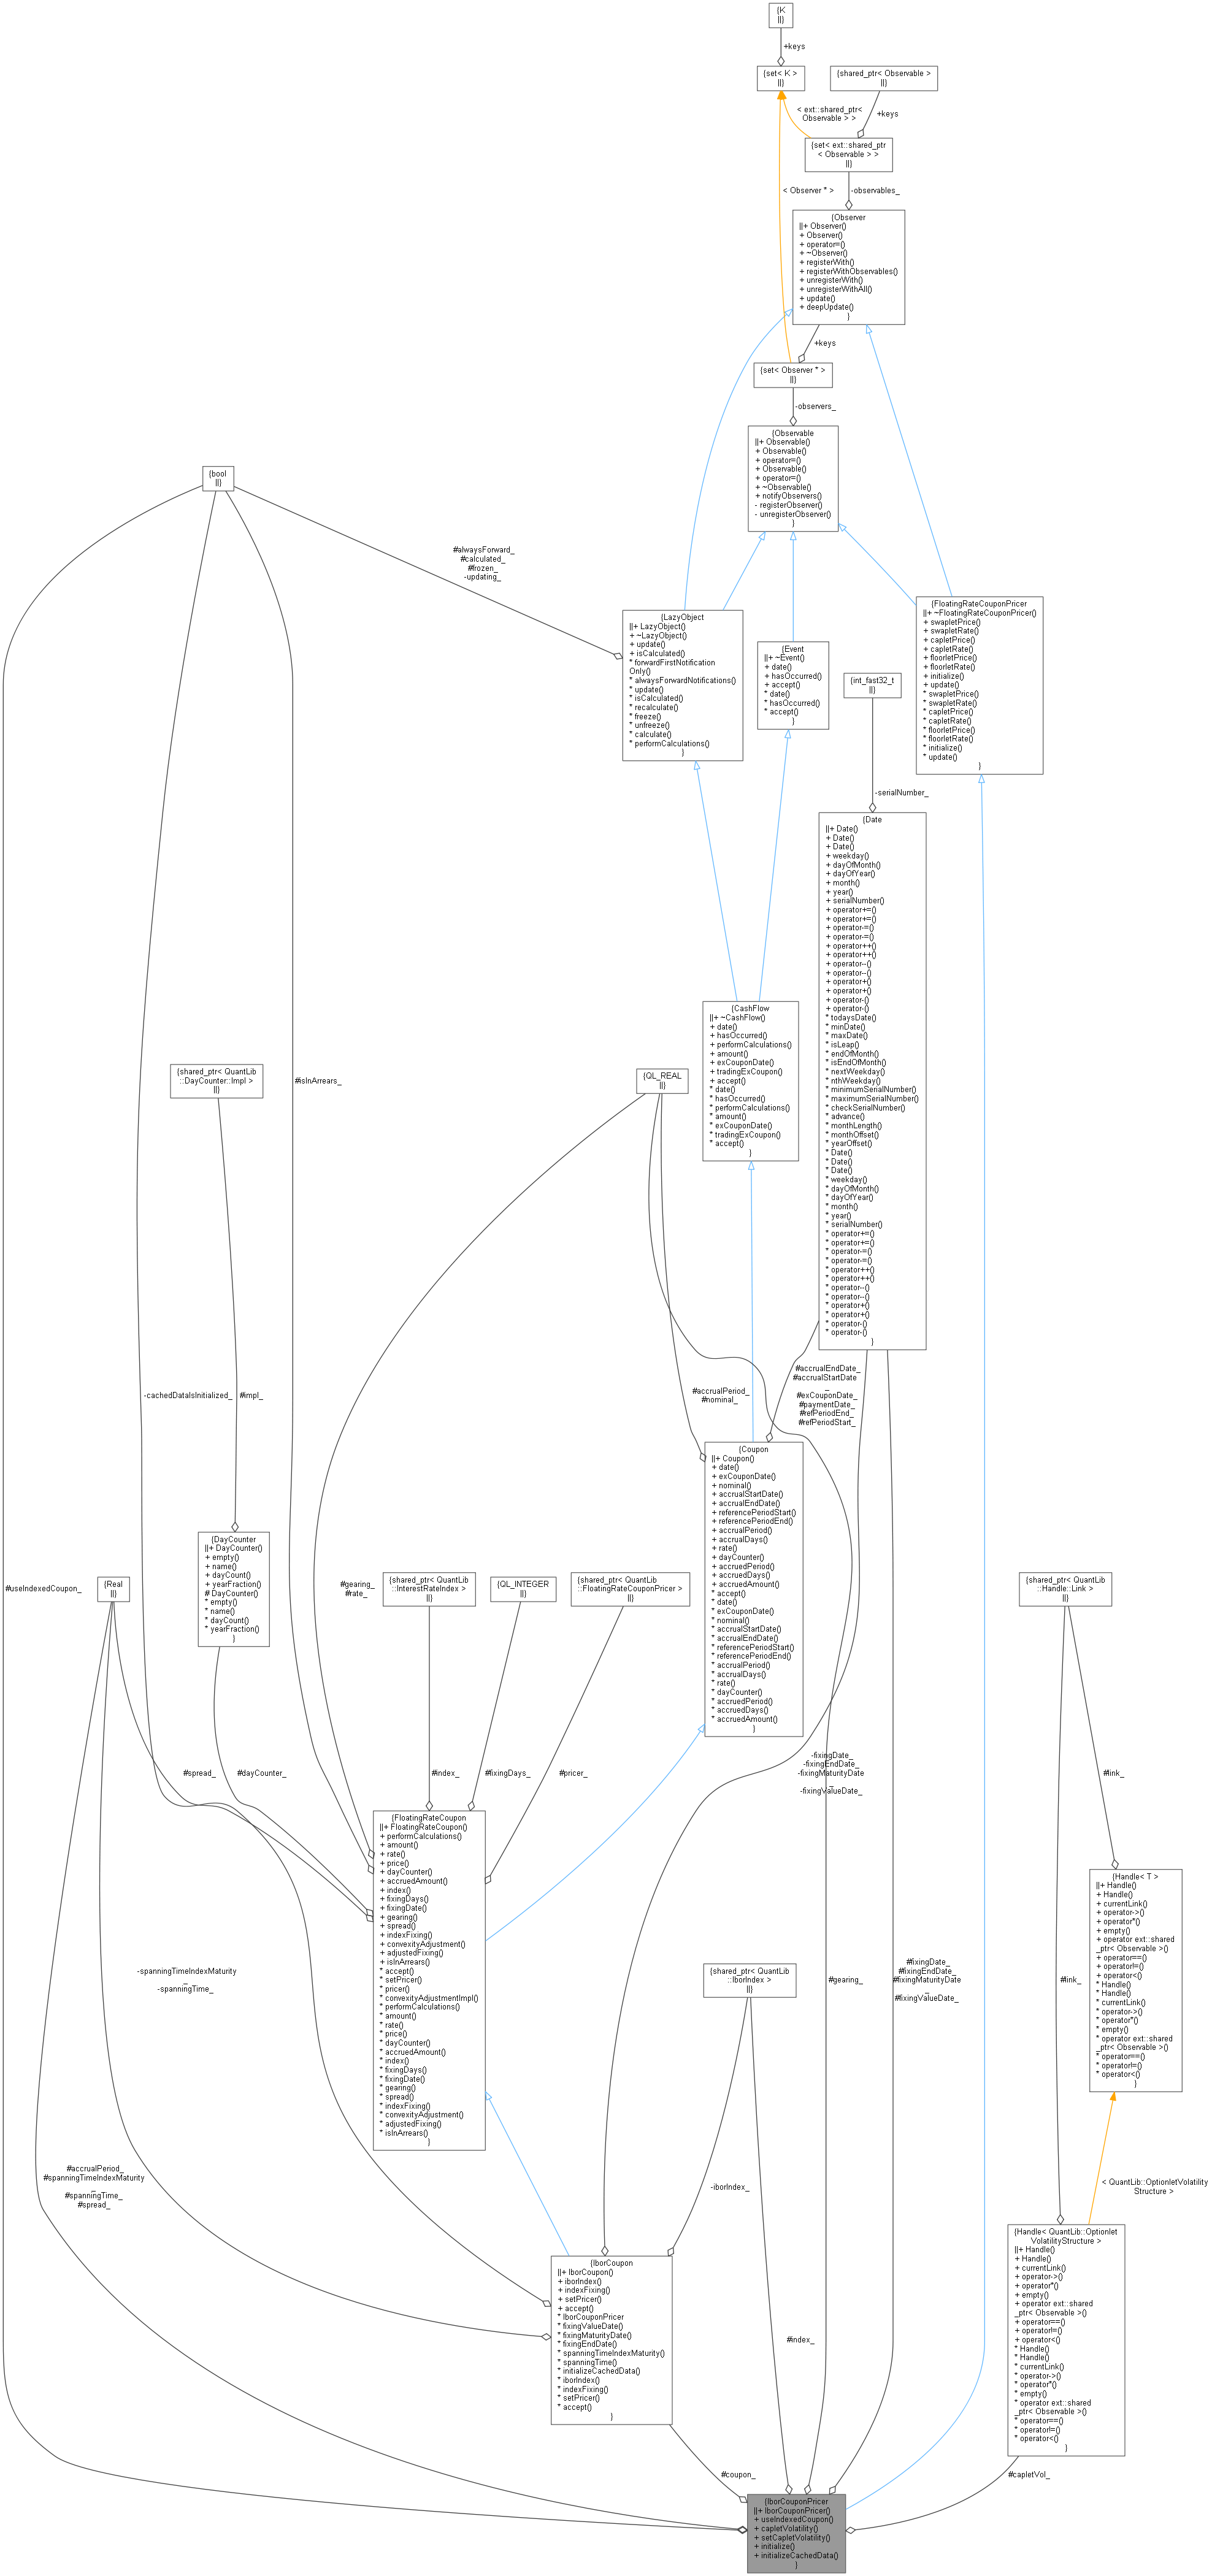 {K
||}
+keys
{set< K >
||}
{shared_ptr< Observable >
||}
< ext::shared_ptr<
Observable > >
+keys
{set< ext::shared_ptr
< Observable > >
||}
< Observer * >
-observables_
{Observer
||+ Observer()
+ Observer()
+ operator=()
+ ~Observer()
+ registerWith()
+ registerWithObservables()
+ unregisterWith()
+ unregisterWithAll()
+ update()
+ deepUpdate()
}
+keys
{set< Observer * >
||}
-observers_
{Observable
||+ Observable()
+ Observable()
+ operator=()
+ Observable()
+ operator=()
+ ~Observable()
+ notifyObservers()
- registerObserver()
- unregisterObserver()
}
{bool
||}
#alwaysForward_
#calculated_
#frozen_
-updating_
{LazyObject
||+ LazyObject()
+ ~LazyObject()
+ update()
+ isCalculated()
* forwardFirstNotification
Only()
* alwaysForwardNotifications()
* update()
* isCalculated()
* recalculate()
* freeze()
* unfreeze()
* calculate()
* performCalculations()
}
{Event
||+ ~Event()
+ date()
+ hasOccurred()
+ accept()
* date()
* hasOccurred()
* accept()
}
{FloatingRateCouponPricer
||+ ~FloatingRateCouponPricer()
+ swapletPrice()
+ swapletRate()
+ capletPrice()
+ capletRate()
+ floorletPrice()
+ floorletRate()
+ initialize()
+ update()
* swapletPrice()
* swapletRate()
* capletPrice()
* capletRate()
* floorletPrice()
* floorletRate()
* initialize()
* update()
}
{int_fast32_t
||}
-serialNumber_
{Date
||+ Date()
+ Date()
+ Date()
+ weekday()
+ dayOfMonth()
+ dayOfYear()
+ month()
+ year()
+ serialNumber()
+ operator+=()
+ operator+=()
+ operator-=()
+ operator-=()
+ operator++()
+ operator++()
+ operator--()
+ operator--()
+ operator+()
+ operator+()
+ operator-()
+ operator-()
* todaysDate()
* minDate()
* maxDate()
* isLeap()
* endOfMonth()
* isEndOfMonth()
* nextWeekday()
* nthWeekday()
* minimumSerialNumber()
* maximumSerialNumber()
* checkSerialNumber()
* advance()
* monthLength()
* monthOffset()
* yearOffset()
* Date()
* Date()
* Date()
* weekday()
* dayOfMonth()
* dayOfYear()
* month()
* year()
* serialNumber()
* operator+=()
* operator+=()
* operator-=()
* operator-=()
* operator++()
* operator++()
* operator--()
* operator--()
* operator+()
* operator+()
* operator-()
* operator-()
}
{CashFlow
||+ ~CashFlow()
+ date()
+ hasOccurred()
+ performCalculations()
+ amount()
+ exCouponDate()
+ tradingExCoupon()
+ accept()
* date()
* hasOccurred()
* performCalculations()
* amount()
* exCouponDate()
* tradingExCoupon()
* accept()
}
{shared_ptr< QuantLib
::DayCounter::Impl >
||}
#isInArrears_
{QL_REAL
||}
#accrualEndDate_
#accrualStartDate
_
#exCouponDate_
#paymentDate_
#refPeriodEnd_
#refPeriodStart_
#accrualPeriod_
#nominal_
-cachedDataIsInitialized_
#impl_
{Coupon
||+ Coupon()
+ date()
+ exCouponDate()
+ nominal()
+ accrualStartDate()
+ accrualEndDate()
+ referencePeriodStart()
+ referencePeriodEnd()
+ accrualPeriod()
+ accrualDays()
+ rate()
+ dayCounter()
+ accruedPeriod()
+ accruedDays()
+ accruedAmount()
* accept()
* date()
* exCouponDate()
* nominal()
* accrualStartDate()
* accrualEndDate()
* referencePeriodStart()
* referencePeriodEnd()
* accrualPeriod()
* accrualDays()
* rate()
* dayCounter()
* accruedPeriod()
* accruedDays()
* accruedAmount()
}
{DayCounter
||+ DayCounter()
+ empty()
+ name()
+ dayCount()
+ yearFraction()
# DayCounter()
* empty()
* name()
* dayCount()
* yearFraction()
}
#useIndexedCoupon_
{Real
||}
#gearing_
#rate_
{shared_ptr< QuantLib
::InterestRateIndex >
||}
{QL_INTEGER
||}
{shared_ptr< QuantLib
::FloatingRateCouponPricer >
||}
{shared_ptr< QuantLib
::Handle::Link >
||}
#spread_
#dayCounter_
#index_
#fixingDays_
#pricer_
-fixingDate_
-fixingEndDate_
-fixingMaturityDate
_
-fixingValueDate_
#link_
{FloatingRateCoupon
||+ FloatingRateCoupon()
+ performCalculations()
+ amount()
+ rate()
+ price()
+ dayCounter()
+ accruedAmount()
+ index()
+ fixingDays()
+ fixingDate()
+ gearing()
+ spread()
+ indexFixing()
+ convexityAdjustment()
+ adjustedFixing()
+ isInArrears()
* accept()
* setPricer()
* pricer()
* convexityAdjustmentImpl()
* performCalculations()
* amount()
* rate()
* price()
* dayCounter()
* accruedAmount()
* index()
* fixingDays()
* fixingDate()
* gearing()
* spread()
* indexFixing()
* convexityAdjustment()
* adjustedFixing()
* isInArrears()
}
{Handle< T >
||+ Handle()
+ Handle()
+ currentLink()
+ operator->()
+ operator*()
+ empty()
+ operator ext::shared
_ptr< Observable >()
+ operator==()
+ operator!=()
+ operator<()
* Handle()
* Handle()
* currentLink()
* operator->()
* operator*()
* empty()
* operator ext::shared
_ptr< Observable >()
* operator==()
* operator!=()
* operator<()
}
-spanningTimeIndexMaturity
_
-spanningTime_
{shared_ptr< QuantLib
::IborIndex >
||}
#gearing_
#fixingDate_
#fixingEndDate_
#fixingMaturityDate
_
#fixingValueDate_
#link_
#accrualPeriod_
#spanningTimeIndexMaturity
_
#spanningTime_
#spread_
-iborIndex_
< QuantLib::OptionletVolatility
Structure >
{IborCoupon
||+ IborCoupon()
+ iborIndex()
+ indexFixing()
+ setPricer()
+ accept()
* IborCouponPricer
* fixingValueDate()
* fixingMaturityDate()
* fixingEndDate()
* spanningTimeIndexMaturity()
* spanningTime()
* initializeCachedData()
* iborIndex()
* indexFixing()
* setPricer()
* accept()
}
#index_
{Handle< QuantLib::Optionlet
VolatilityStructure >
||+ Handle()
+ Handle()
+ currentLink()
+ operator->()
+ operator*()
+ empty()
+ operator ext::shared
_ptr< Observable >()
+ operator==()
+ operator!=()
+ operator<()
* Handle()
* Handle()
* currentLink()
* operator->()
* operator*()
* empty()
* operator ext::shared
_ptr< Observable >()
* operator==()
* operator!=()
* operator<()
}
#coupon_
#capletVol_
{IborCouponPricer
||+ IborCouponPricer()
+ useIndexedCoupon()
+ capletVolatility()
+ setCapletVolatility()
+ initialize()
+ initializeCachedData()
}